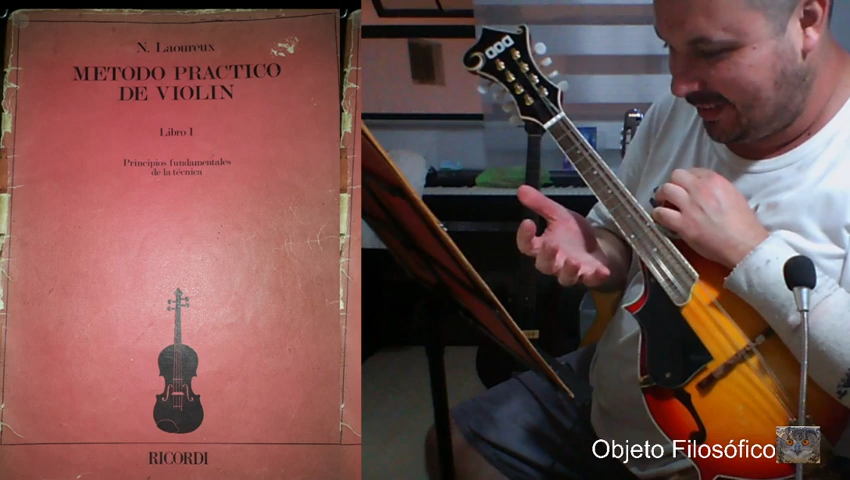 N. Laoureux
METODO PRACTICO
DE VIOLIN
Libro I
Principios fundamentales
de la técnica
RICORDI
Objeto Filosófico